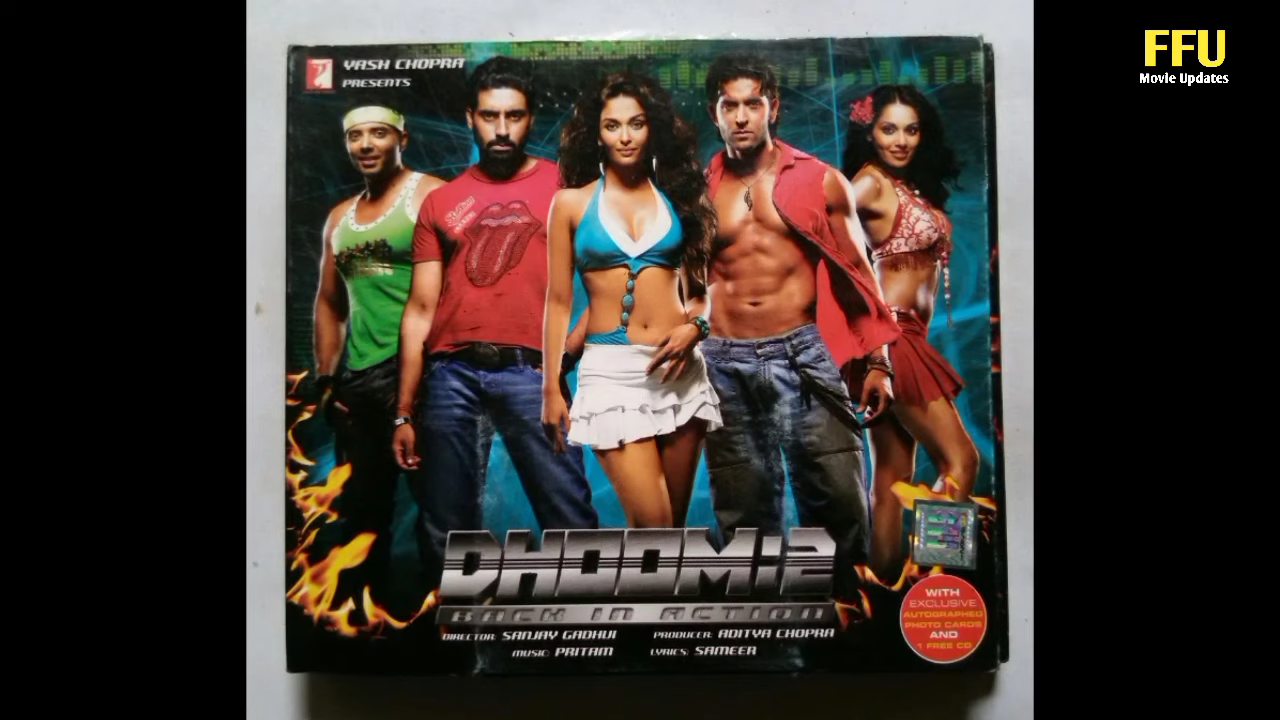 FFU
Movie Updates
YASH CHOPRA
PRESENTS
DHOOM:2
BACK IN ACTION
DIRECTOR: SANJAY GADHVI PRODUCER: ADITYA CHOPRA
MUSIC: PRITAM LYRICS: SAMEER
WITH
EXCLUSIVE
AUTOGRAPHED
PHOTO CARDS
AND
1 FREE CD